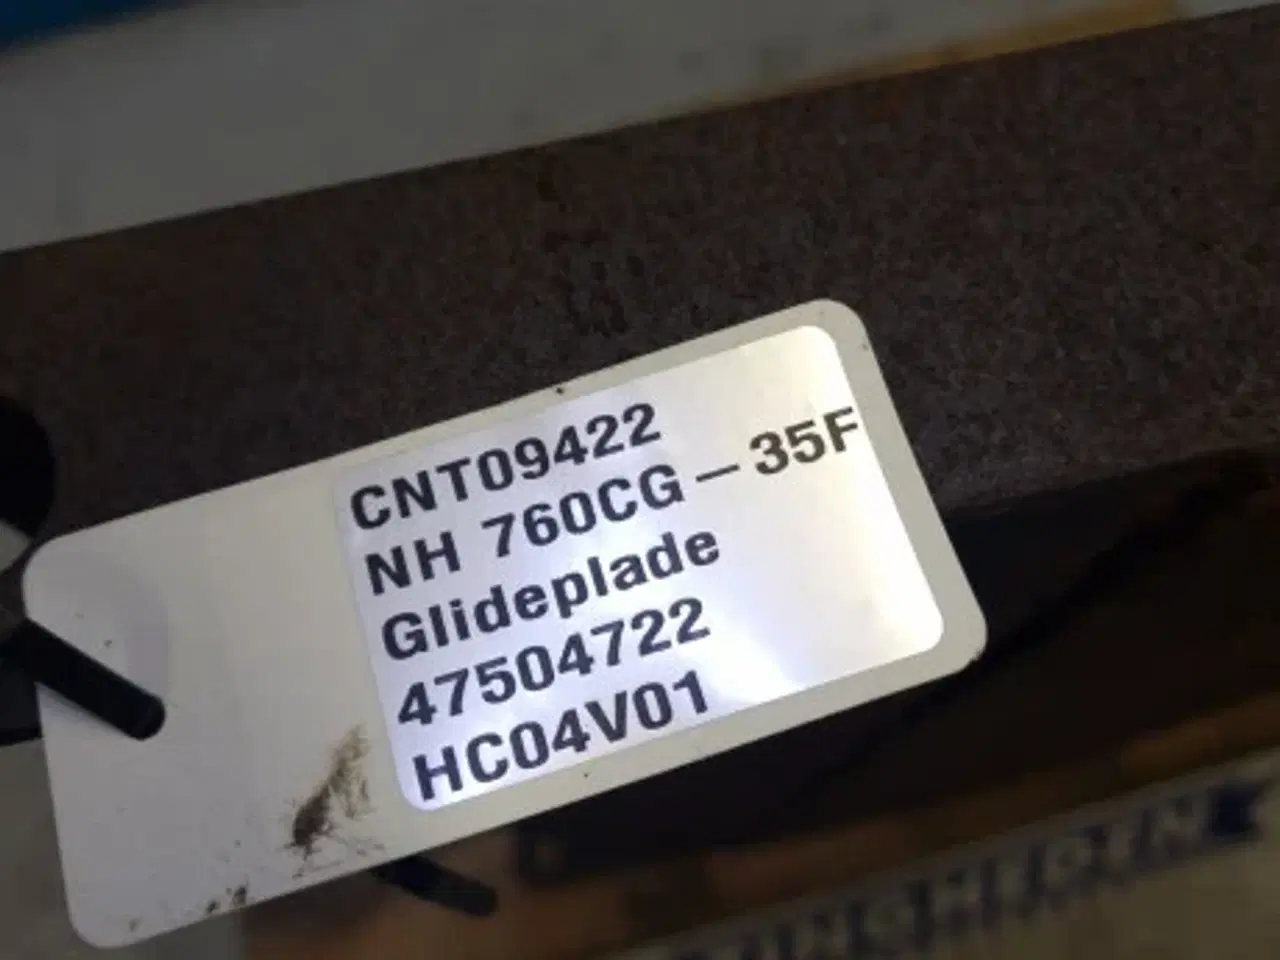 CNT09422
NH 760CG – 35F
Glideplade
47504722
HC04V01